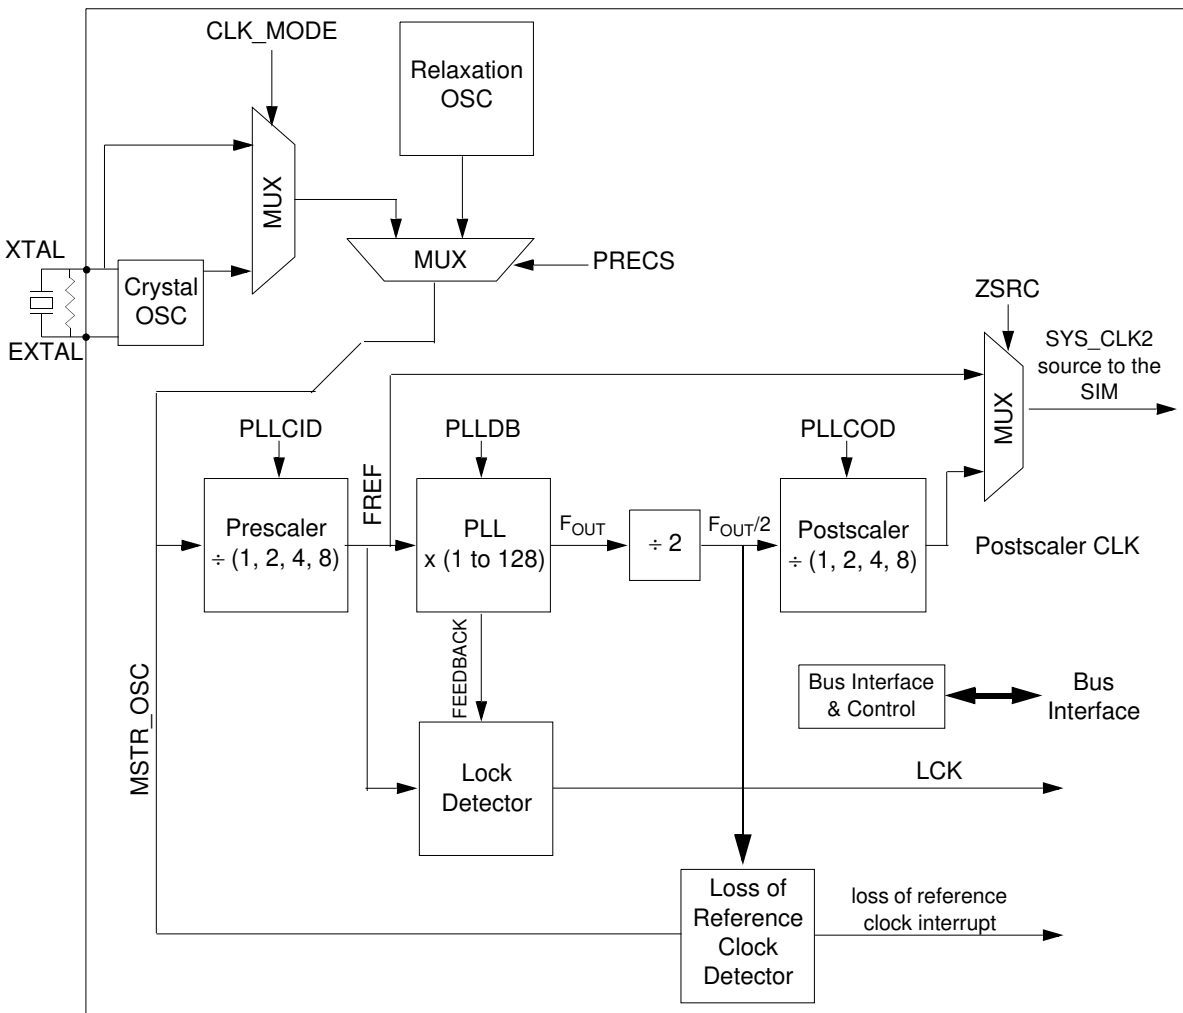 CLK_MODE
Relaxation
OSC
MUX
XTAL
MUX
PRECS
Crystal
OSC
EXTAL
ZSRC
SYS_CLK2
source to the
SIM
MUX
PLLCID
PLLDB
PLLCOD
FREF
Prescaler
÷ (1, 2, 4, 8)
PLL
x (1 to 128)
FOUT
÷ 2
FOUT/2
Postscaler
÷ (1, 2, 4, 8)
Postscaler CLK
FEEDBACK
MSTR_OSC
Bus Interface
& Control
Bus
Interface
Lock
Detector
LCK
Loss of
Reference
Clock
Detector
loss of reference
clock interrupt